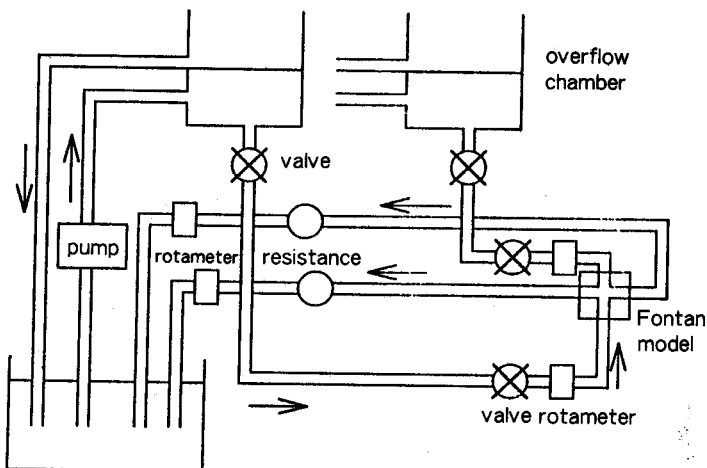 overflow
chamber
valve
pump
rotameter
resistance
Fontan
model
valve rotameter